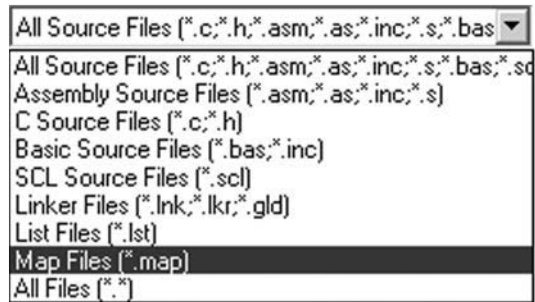 All Source Files (*.c;*.h;*.asm;*.as;*.inc;*.s;*.bas
All Source Files (*.c;*.h;*.asm;*.as;*.inc;*.s;*.bas;*.sc
Assembly Source Files (*.asm;*.as;*.inc;*.s)
C Source Files (*.c;*.h)
Basic Source Files (*.bas;*.inc)
SCL Source Files (*.scl)
Linker Files (*.lnk;*.lkr;*.gld)
List Files (*.lst)
Map Files (*.map)
All Files (*.*)